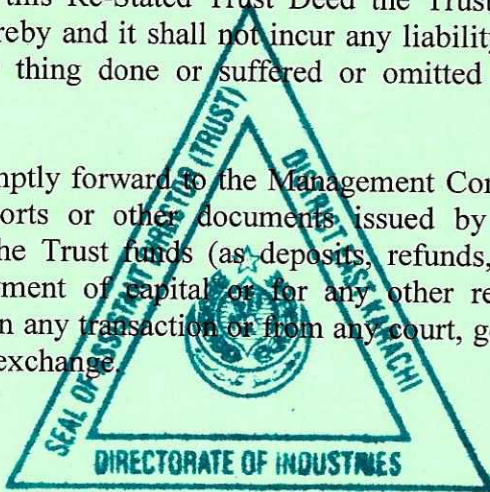 this Re-Stated Trust Deed the Trust
reby and it shall not incur any liability
thing done or suffered or omitted
mptly forward to the Management Con
orts or other documents issued by
he Trust funds (as deposits, refunds,
yment of capital or for any other re
n any transaction or from any court, g
exchange.
SEAL OF ASSISTANT DIRECTOR (TRUST)
DISTRICT EAST KARACHI
DIRECTORATE OF INDUSTRIES